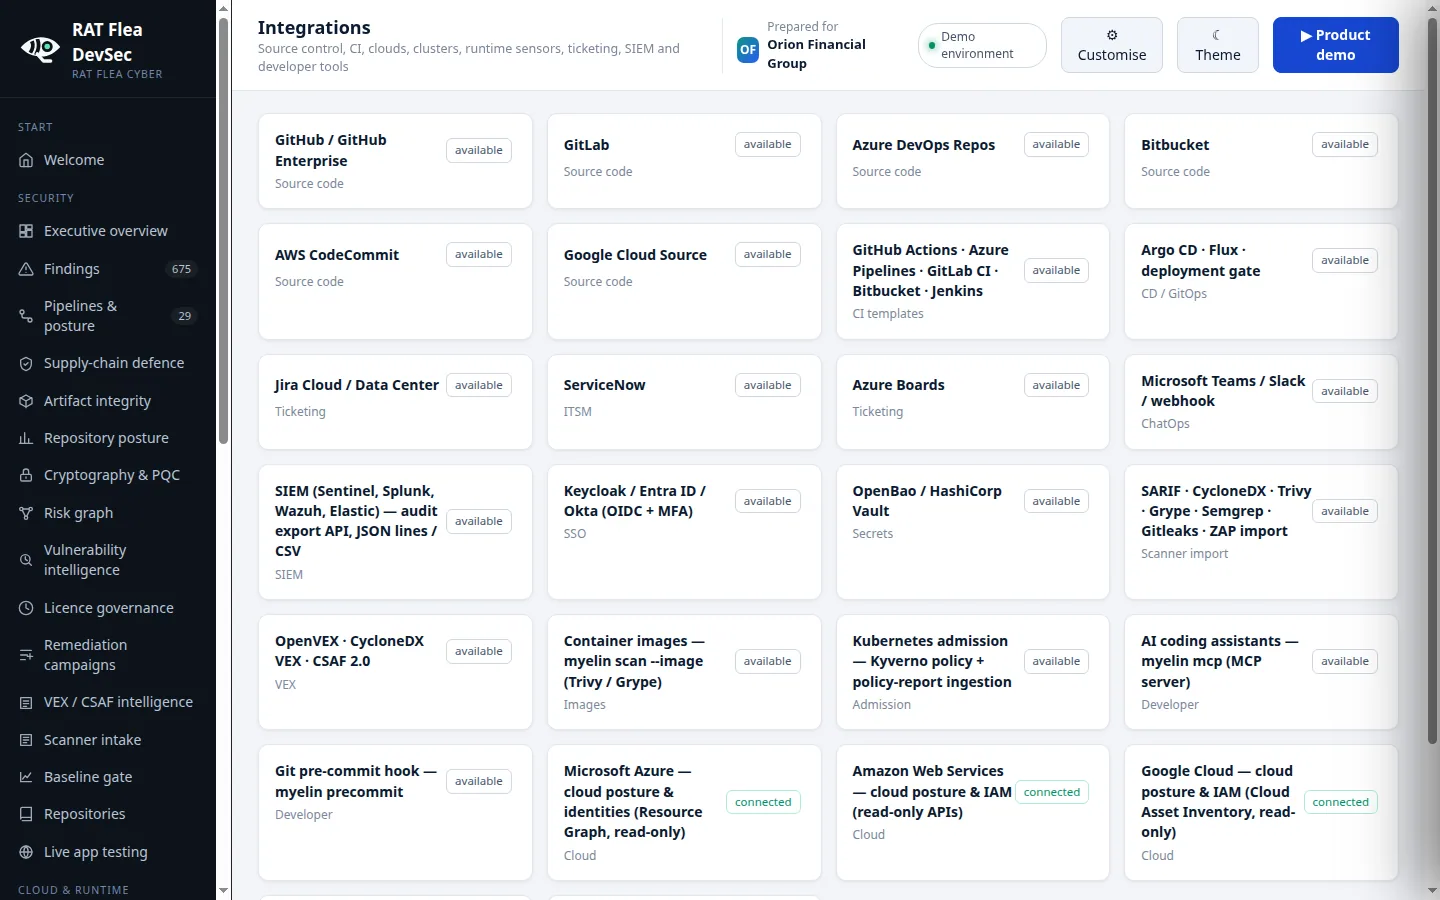 RAT Flea
DevSec
RAT FLEA CYBER
START
Welcome
SECURITY
Executive overview
Findings
675
Pipelines &
posture
29
Supply-chain defence
Artifact integrity
Repository posture
Cryptography & PQC
Risk graph
Vulnerability
intelligence
Licence governance
Remediation
campaigns
VEX / CSAF intelligence
Scanner intake
Baseline gate
Repositories
Live app testing
CLOUD & RUNTIME
Integrations
Source control, CI, clouds, clusters, runtime sensors, ticketing, SIEM and
developer tools
OF
Prepared for
Orion Financial
Group
Demo
environment
⚙
Customise
☾
Theme
▶ Product
demo
GitHub / GitHub
Enterprise
available
Source code
GitLab
available
Source code
Azure DevOps Repos
available
Source code
Bitbucket
available
Source code
AWS CodeCommit
available
Source code
Google Cloud Source
available
Source code
GitHub Actions · Azure
Pipelines · GitLab CI ·
Bitbucket · Jenkins
available
CI templates
Argo CD · Flux ·
deployment gate
available
CD / GitOps
Jira Cloud / Data Center
available
Ticketing
ServiceNow
available
ITSM
Azure Boards
available
Ticketing
Microsoft Teams / Slack
/ webhook
available
ChatOps
SIEM (Sentinel, Splunk,
Wazuh, Elastic) — audit
export API, JSON lines /
CSV
available
SIEM
Keycloak / Entra ID /
Okta (OIDC + MFA)
available
SSO
OpenBao / HashiCorp
Vault
available
Secrets
SARIF · CycloneDX · Trivy
· Grype · Semgrep ·
Gitleaks · ZAP import
available
Scanner import
OpenVEX · CycloneDX
VEX · CSAF 2.0
available
VEX
Container images —
myelin scan --image
(Trivy / Grype)
available
Images
Kubernetes admission
— Kyverno policy +
policy-report ingestion
available
Admission
AI coding assistants —
myelin mcp (MCP
server)
available
Developer
Git pre-commit hook —
myelin precommit
available
Developer
Microsoft Azure —
cloud posture &
identities (Resource
Graph, read-only)
connected
Cloud
Amazon Web Services
— cloud posture & IAM
(read-only APIs)
connected
Cloud
Google Cloud — cloud
posture & IAM (Cloud
Asset Inventory, read-
only)
connected
Cloud